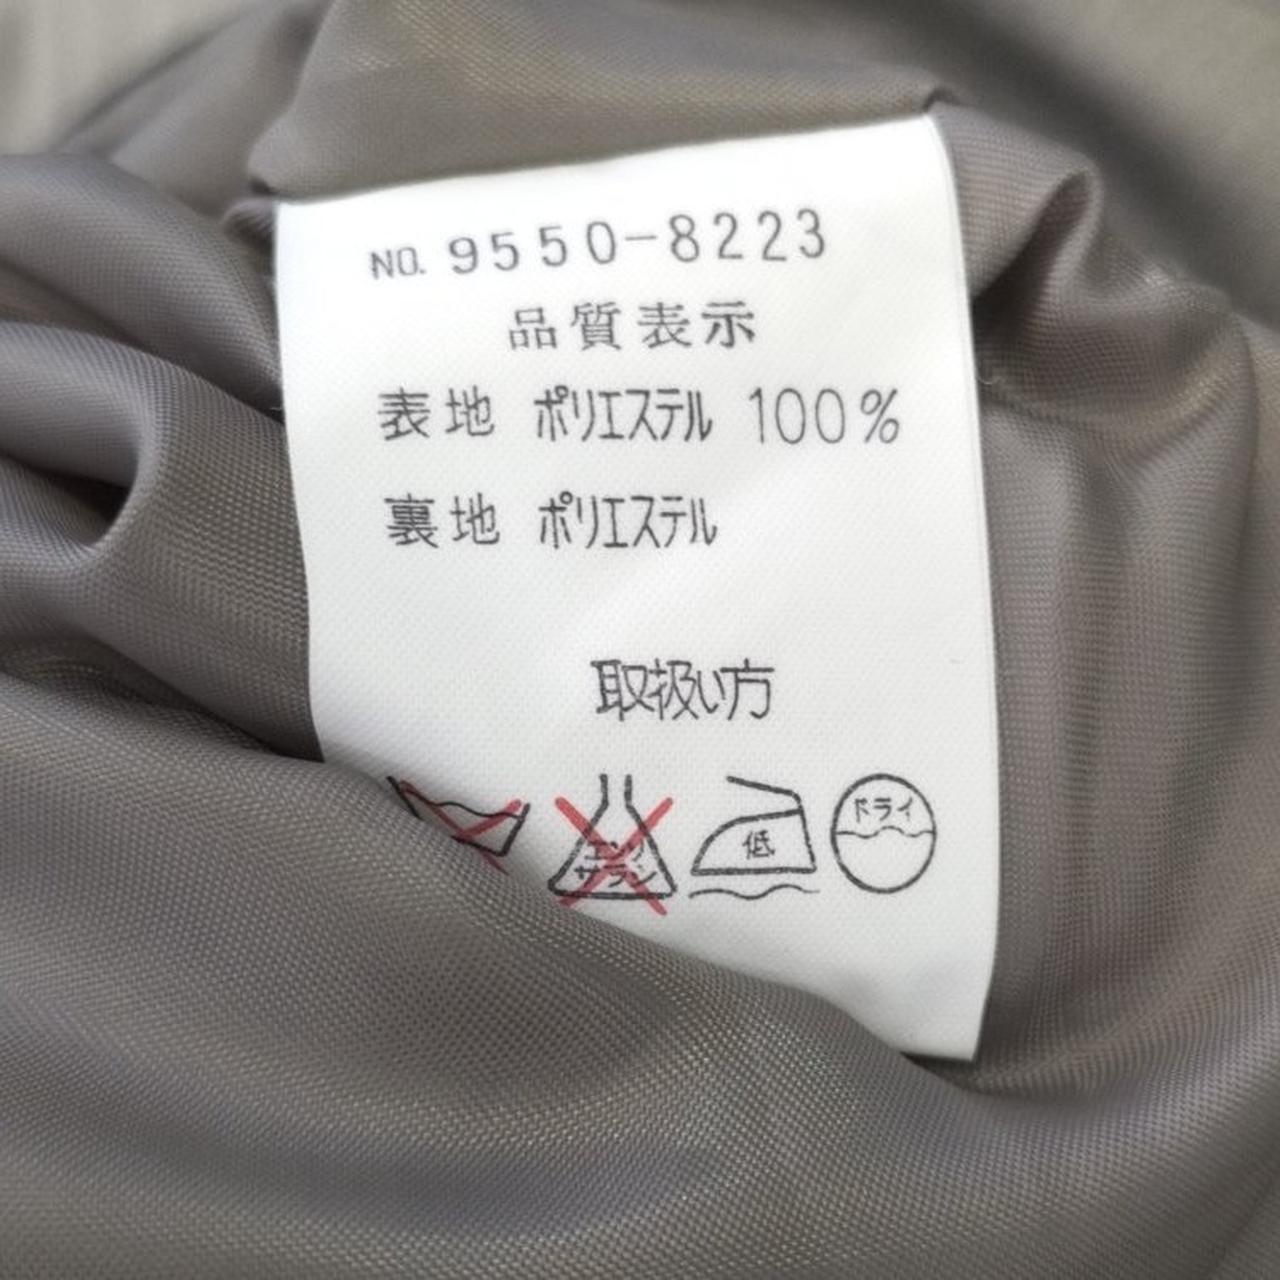 NO. 9550-8223
品質表示
表地 ポリエステル 100%
裏地 ポリエステル
取扱い方
エンソ
サラシ
低
ドライ